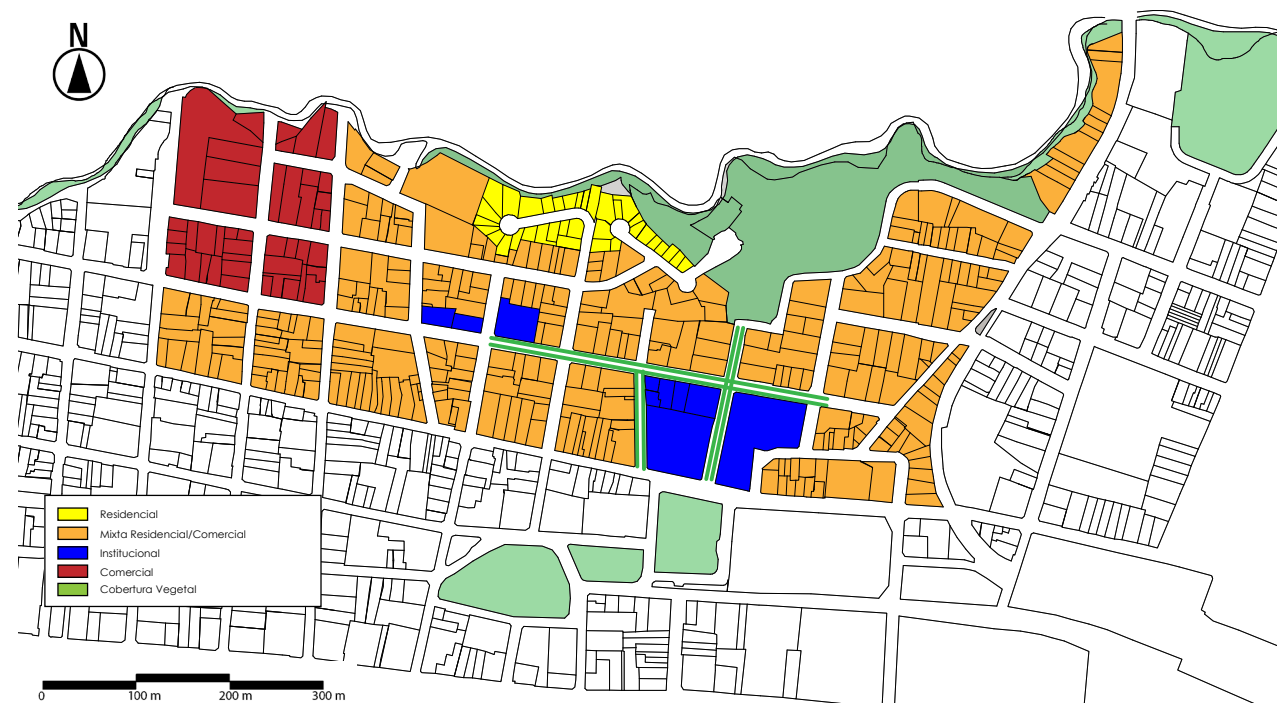 N
Residencial
Mixta Residencial/Comercial
Institucional
Comercial
Cobertura Vegetal
0 100 m 200 m 300 m